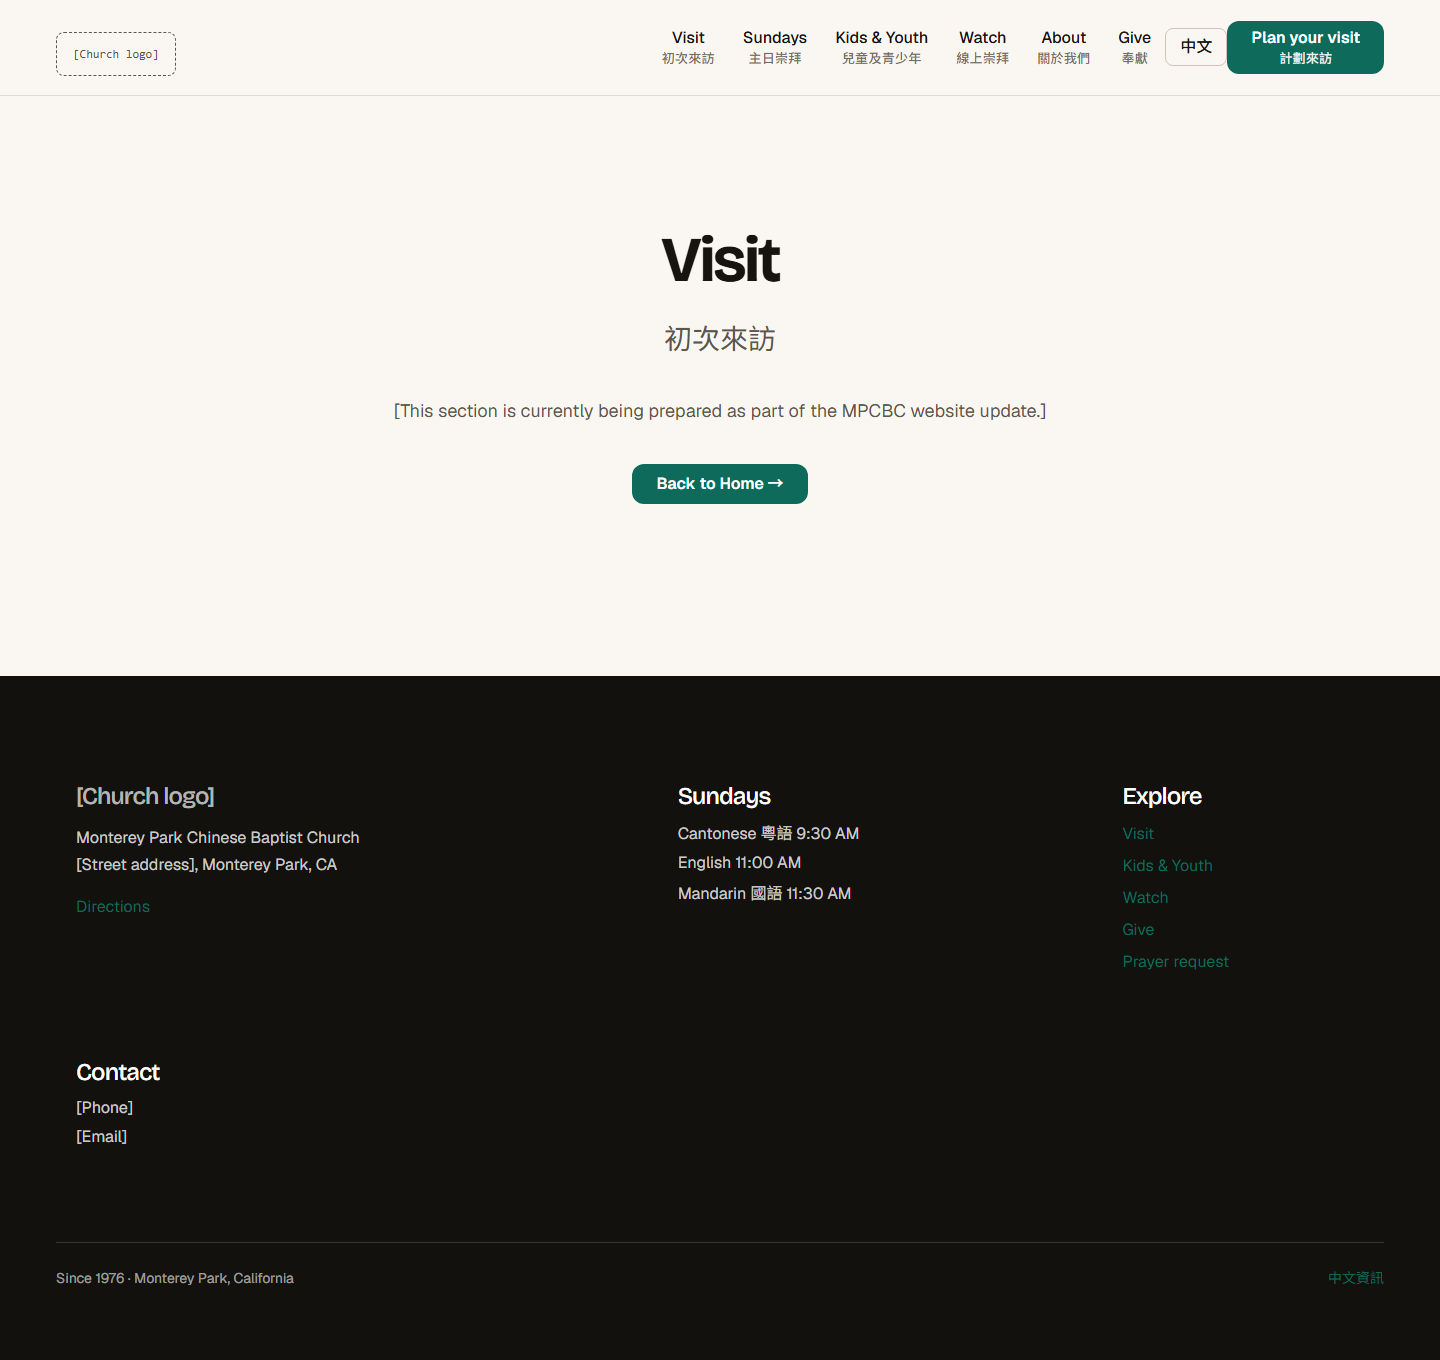 [Church logo]
Visit
初次來訪
Sundays
主日崇拜
Kids & Youth
兒童及青少年
Watch
線上崇拜
About
關於我們
Give
奉獻
中文
Plan your visit
計劃來訪
Visit
初次來訪
[This section is currently being prepared as part of the MPCBC website update.]
Back to Home →
[Church logo]
Monterey Park Chinese Baptist Church
[Street address], Monterey Park, CA
Directions
Sundays
Cantonese 粵語 9:30 AM
English 11:00 AM
Mandarin 國語 11:30 AM
Explore
Visit
Kids & Youth
Watch
Give
Prayer request
Contact
[Phone]
[Email]
Since 1976 · Monterey Park, California
中文資訊